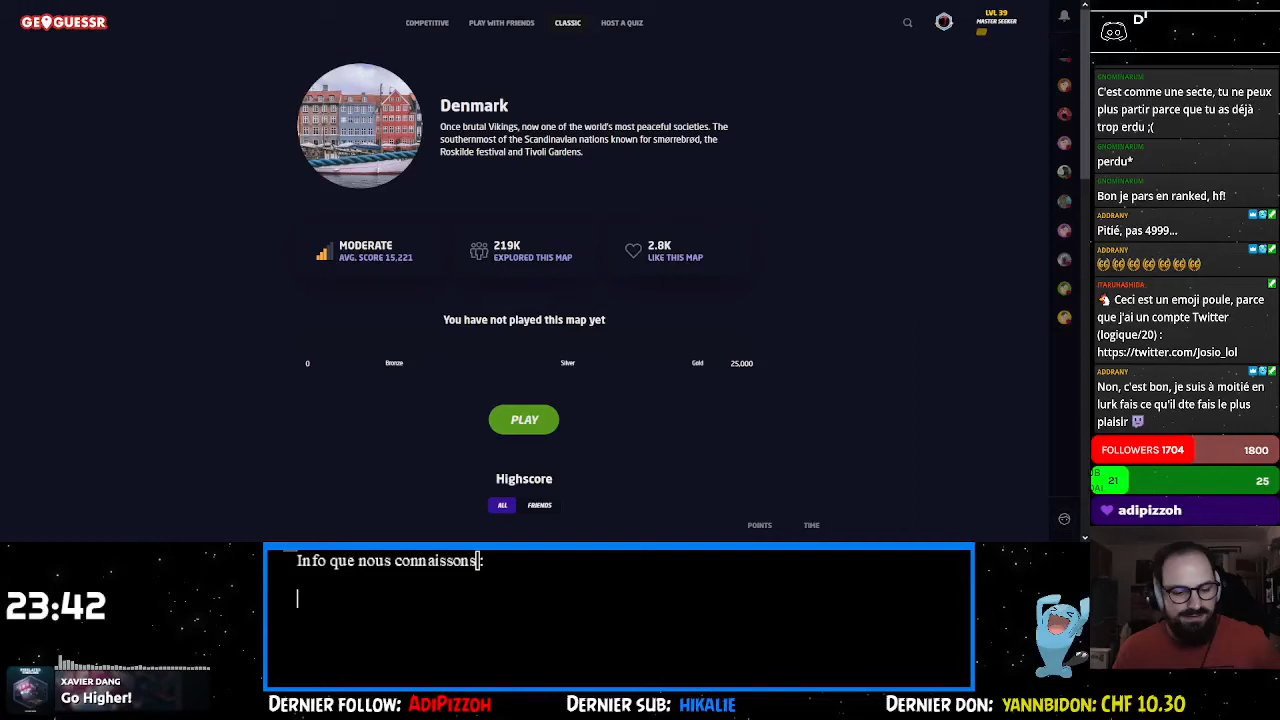 GEOGUESSR
COMPETITIVE
PLAY WITH FRIENDS
CLASSIC
HOST A QUIZ
LVL 39
MASTER SEEKER
Denmark
Once brutal Vikings, now one of the world's most peaceful societies. The
southernmost of the Scandinavian nations known for smørrebrød, the
Roskilde festival and Tivoli Gardens.
MODERATE
AVG. SCORE 15,221
219K
EXPLORED THIS MAP
2.8K
LIKE THIS MAP
You have not played this map yet
0
Bronze
Silver
Gold
25,000
PLAY
Highscore
ALL
FRIENDS
POINTS
TIME
D'
GNOMINARUM
C'est comme une secte, tu ne peux
plus partir parce que tu as déjà
trop erdu ;(
GNOMINARUM
perdu*
GNOMINARUM
Bon je pars en ranked, hf!
ADDRANY
Pitié, pas 4999...
ADDRANY
ITARUHASHIDA
Ceci est un emoji poule, parce
que j'ai un compte Twitter
(logique/20) :
https://twitter.com/Josio_lol
ADDRANY
Non, c'est bon, je suis à moitié en
lurk fais ce qu'il dte fais le plus
plaisir
FOLLOWERS 1704
1800
21
25
adipizzoh
Info que nous connaissons :
23:42
XAVIER DANG
Go Higher!
DERNIER FOLLOW: ADIPIZZOH
DERNIER SUB: HIKALIE
DERNIER DON: YANNBIDON: CHF 10.30